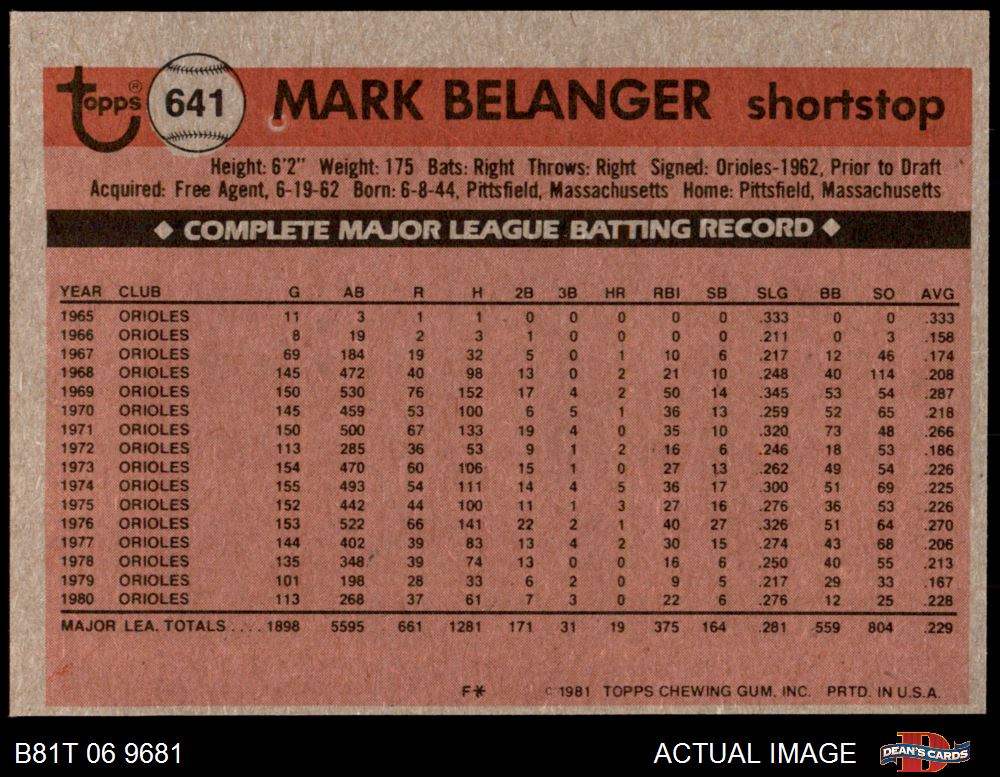 Topps® 641 MARK BELANGER shortstop
Height: 6'2" Weight: 175 Bats: Right Throws: Right Signed: Orioles-1962, Prior to Draft
Acquired: Free Agent, 6-19-62 Born: 6-8-44, Pittsfield, Massachusetts Home: Pittsfield, Massachusetts
◆ COMPLETE MAJOR LEAGUE BATTING RECORD ◆
YEAR CLUB G AB R H 2B 3B HR RBI SB SLG BB SO AVG
1965 ORIOLES 11 3 1 1 0 0 0 0 0 .333 0 0 .333
1966 ORIOLES 8 19 2 3 1 0 0 0 0 .211 0 3 .158
1967 ORIOLES 69 184 19 32 5 0 1 10 6 .217 12 46 .174
1968 ORIOLES 145 472 40 98 13 0 2 21 10 .248 40 114 .208
1969 ORIOLES 150 530 76 152 17 4 2 50 14 .345 53 54 .287
1970 ORIOLES 145 459 53 100 6 5 1 36 13 .259 52 65 .218
1971 ORIOLES 150 500 67 133 19 4 0 35 10 .320 73 48 .266
1972 ORIOLES 113 285 36 53 9 1 2 16 6 .246 18 53 .186
1973 ORIOLES 154 470 60 106 15 1 0 27 13 .262 49 54 .226
1974 ORIOLES 155 493 54 111 14 4 5 36 17 .300 51 69 .225
1975 ORIOLES 152 442 44 100 11 1 3 27 16 .276 36 53 .226
1976 ORIOLES 153 522 66 141 22 2 1 40 27 .326 51 64 .270
1977 ORIOLES 144 402 39 83 13 4 2 30 15 .274 43 68 .206
1978 ORIOLES 135 348 39 74 13 0 0 16 6 .250 40 55 .213
1979 ORIOLES 101 198 28 33 6 2 0 9 5 .217 29 33 .167
1980 ORIOLES 113 268 37 61 7 3 0 22 6 .276 12 25 .228
MAJOR LEA. TOTALS .... 1898 5595 661 1281 171 31 19 375 164 .281 559 804 .229
F* © 1981 TOPPS CHEWING GUM, INC. PRTD. IN U.S.A.
B81T 06 9681 ACTUAL IMAGE DEAN'S CARDS